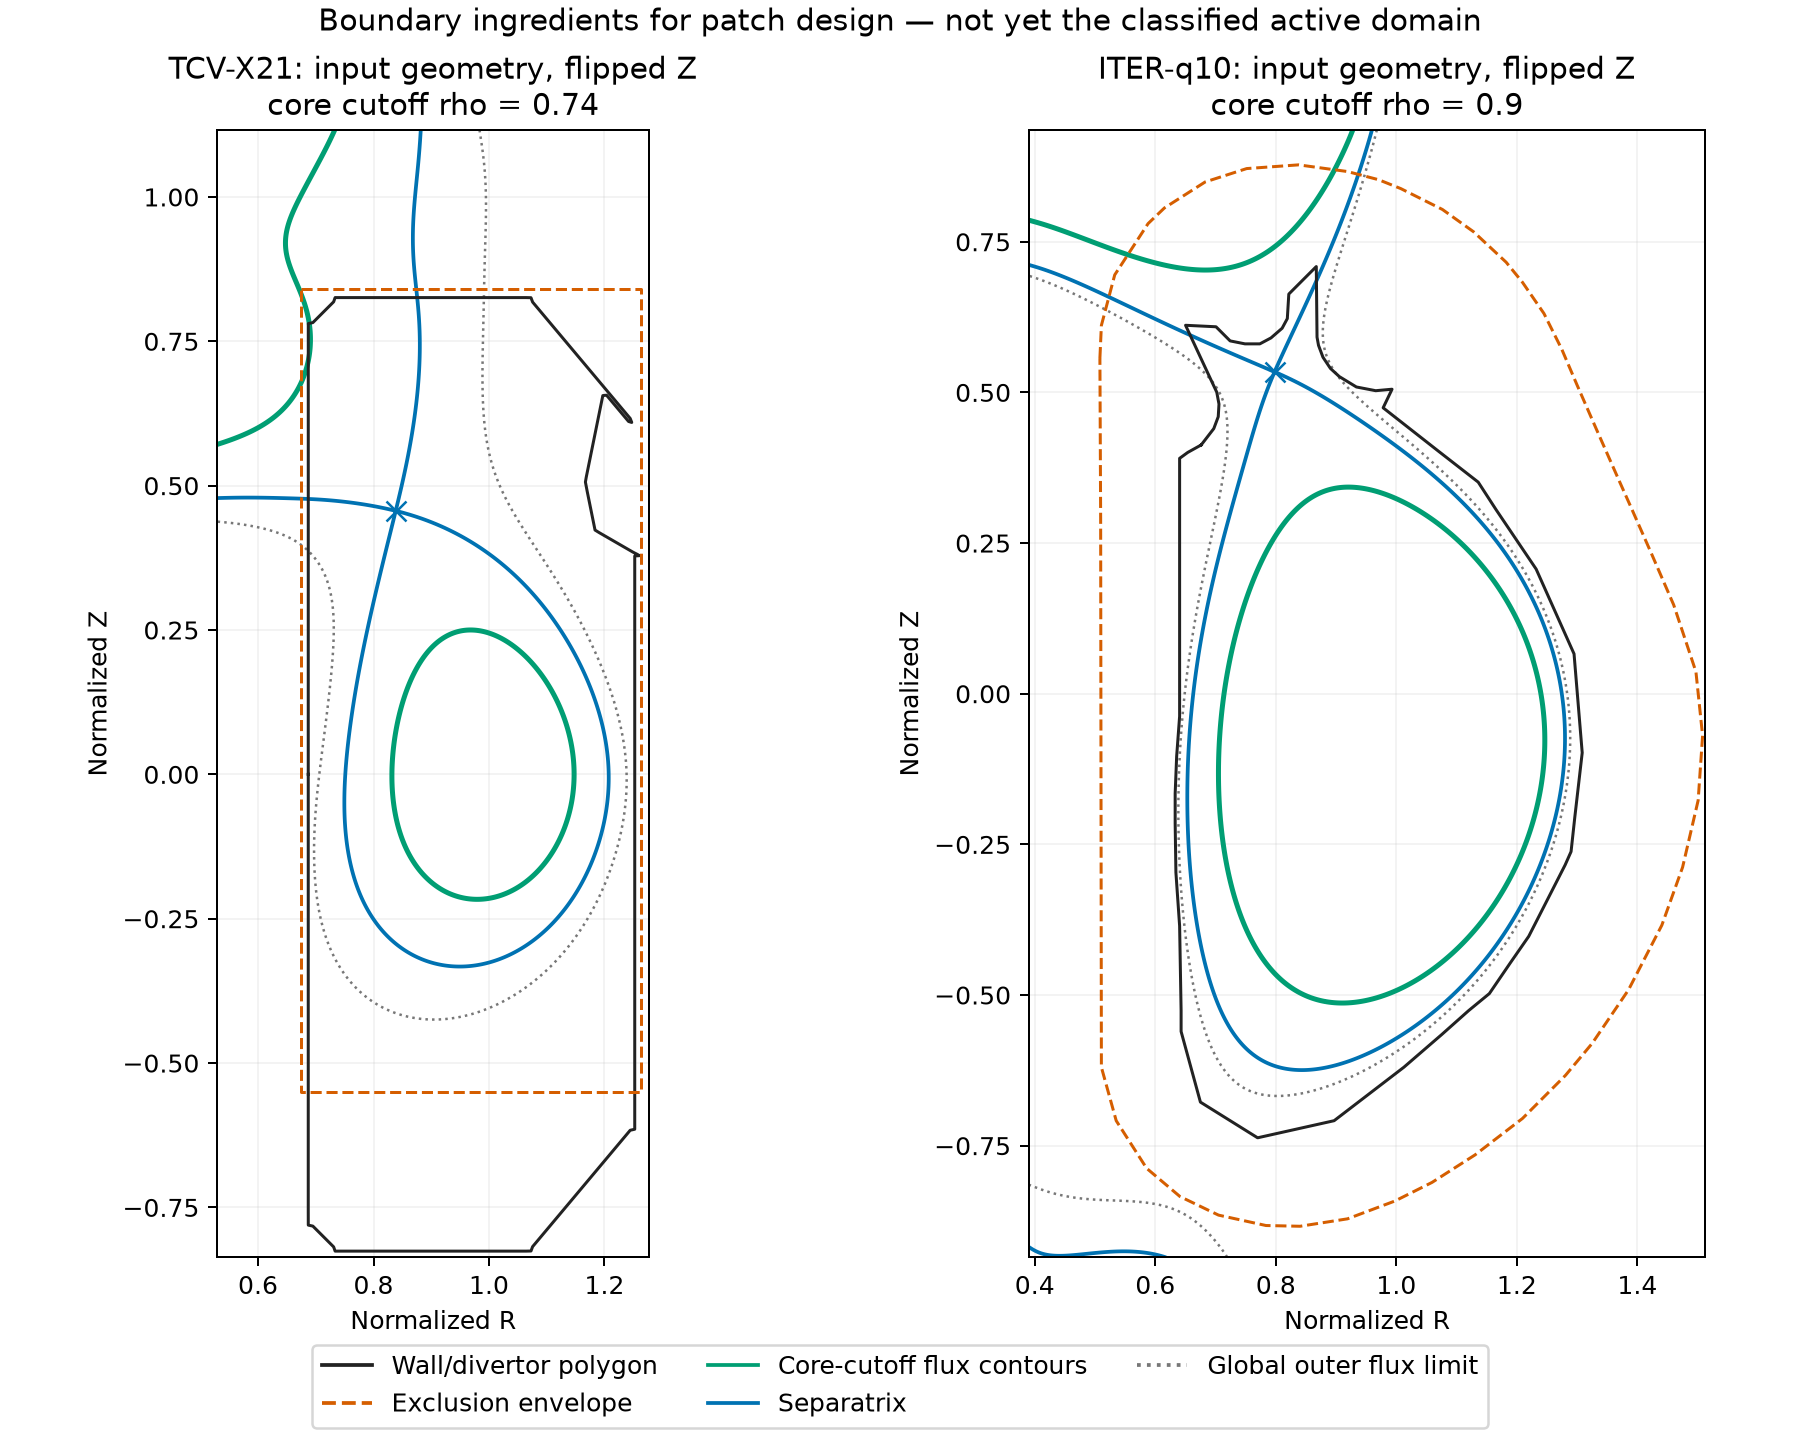 Boundary ingredients for patch design — not yet the classified active domain
TCV-X21: input geometry, flipped Z
core cutoff rho = 0.74
1.00
0.75
0.50
0.25
0.00
−0.25
−0.50
−0.75
Normalized Z
0.6 0.8 1.0 1.2
Normalized R
ITER-q10: input geometry, flipped Z
core cutoff rho = 0.9
0.75
0.50
0.25
0.00
−0.25
−0.50
−0.75
Normalized Z
0.4 0.6 0.8 1.0 1.2 1.4
Normalized R
Wall/divertor polygon
Exclusion envelope
Core-cutoff flux contours
Separatrix
Global outer flux limit